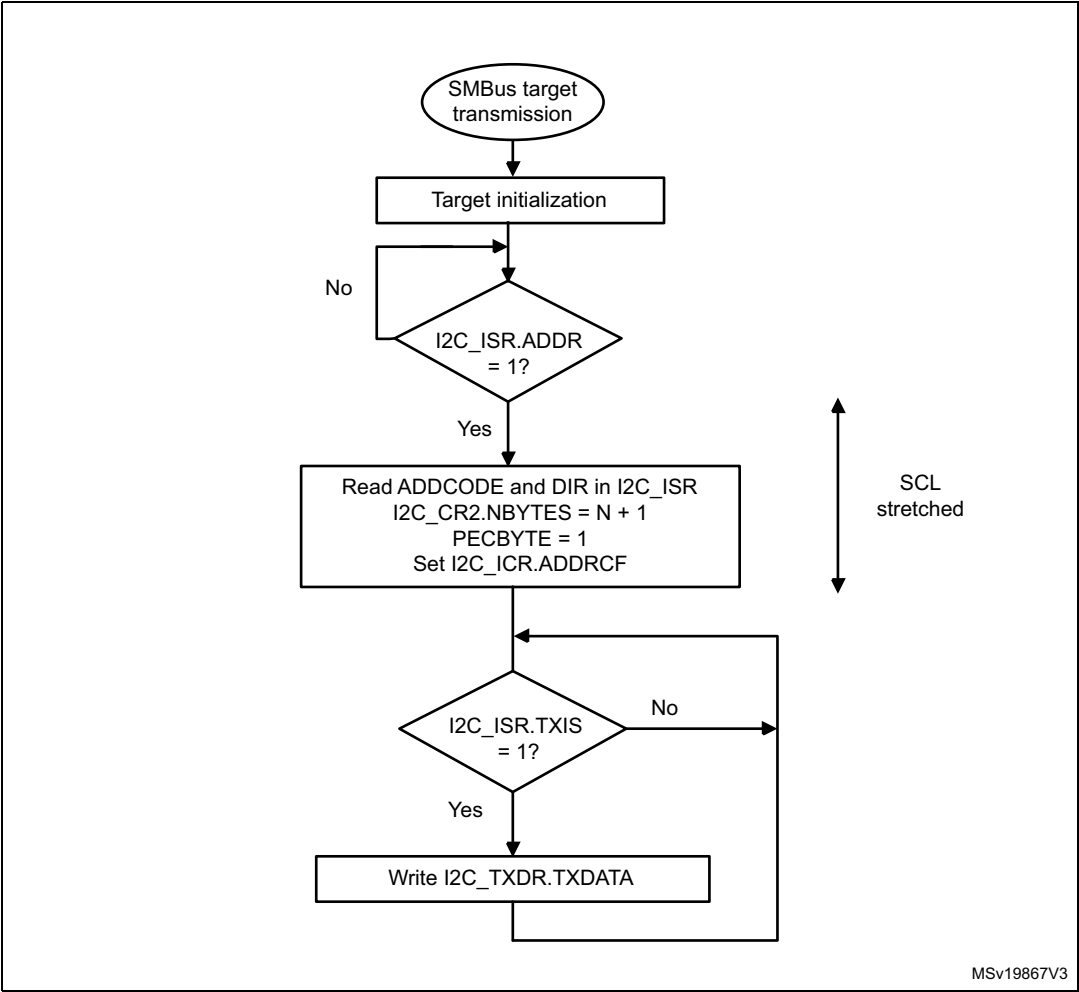 SMBus target
transmission
Target initialization
No
I2C_ISR.ADDR
= 1?
Yes
Read ADDCODE and DIR in I2C_ISR
I2C_CR2.NBYTES = N + 1
PECBYTE = 1
Set I2C_ICR.ADDRCF
SCL
stretched
I2C_ISR.TXIS
= 1?
No
Yes
Write I2C_TXDR.TXDATA
MSv19867V3